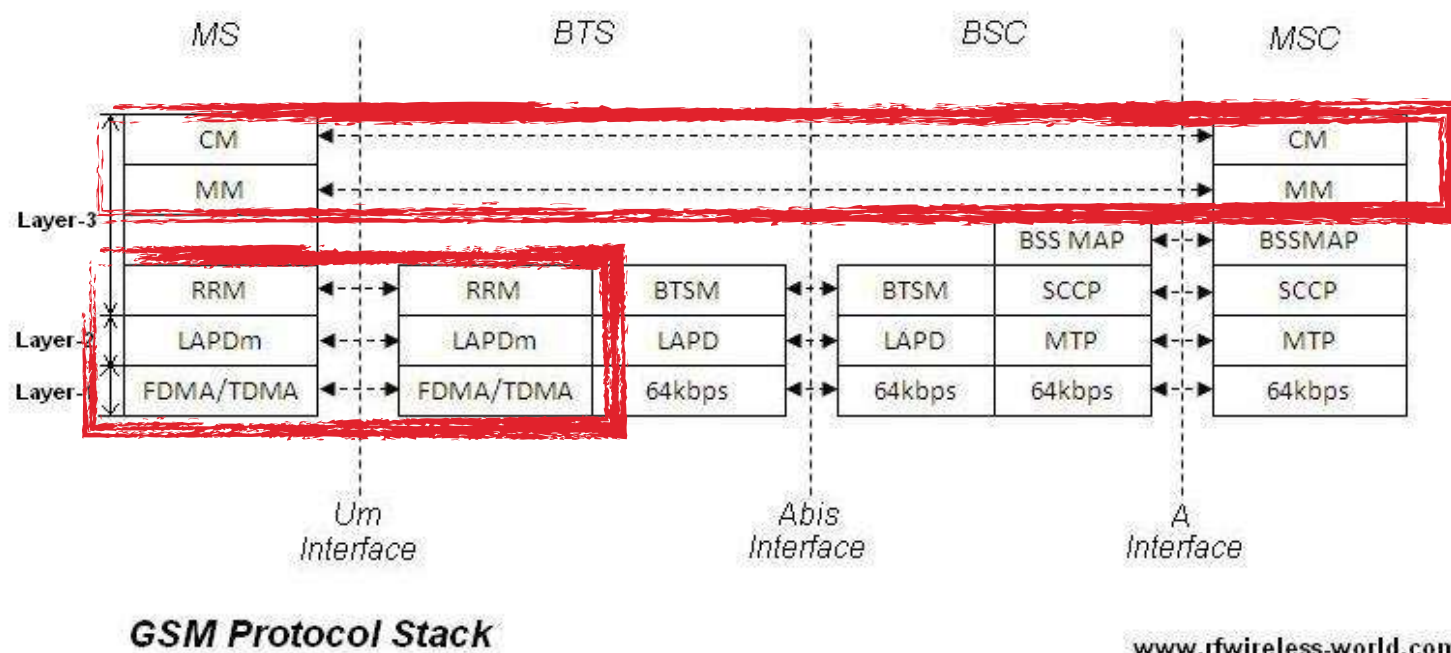 MS BTS BSC MSC
CM CM
MM MM
Layer-3
BSS MAP BSSMAP
RRM RRM BTSM BTSM SCCP SCCP
Layer-2 LAPDm LAPDm LAPD LAPD MTP MTP
Layer- FDMA/TDMA FDMA/TDMA 64kbps 64kbps 64kbps 64kbps
Um Abis A
Interface Interface Interface
GSM Protocol Stack
www.rfwireless-world.com